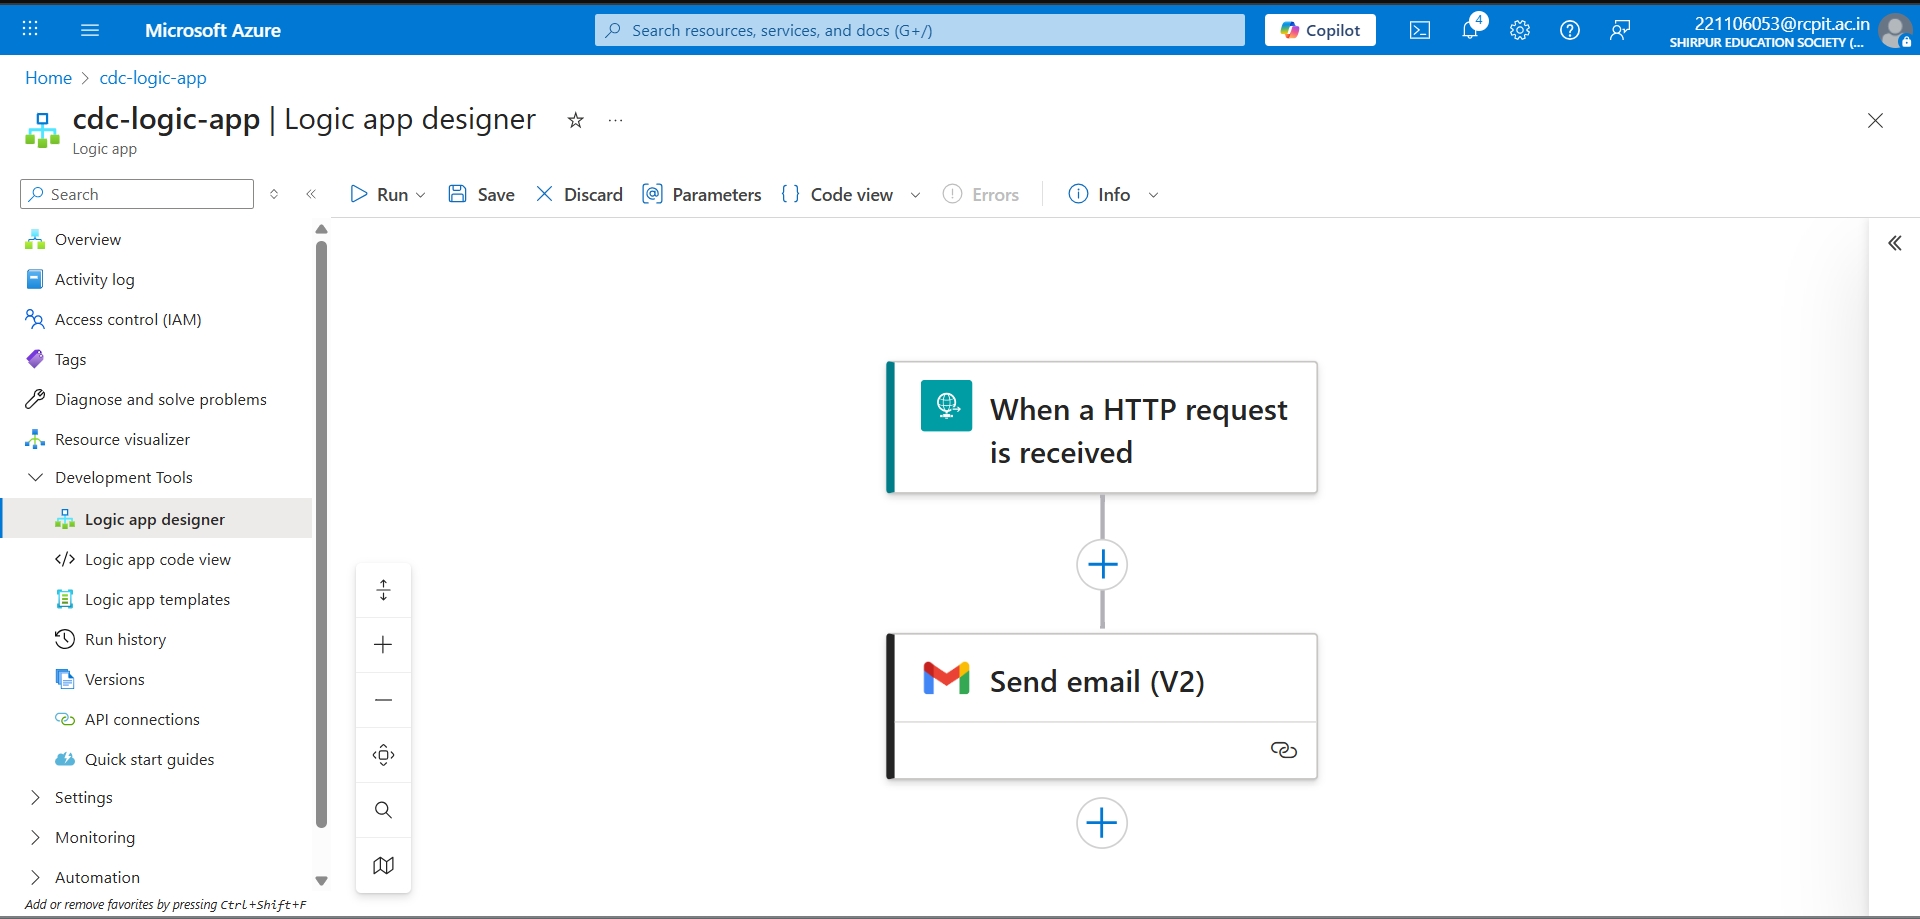 Microsoft Azure
Search resources, services, and docs (G+/)
Copilot
4
221106053@rcpit.ac.in
SHIRPUR EDUCATION SOCIETY (...
Home > cdc-logic-app
cdc-logic-app | Logic app designer
Logic app
Search
Run
Save
Discard
Parameters
Code view
Errors
Info
Overview
Activity log
Access control (IAM)
Tags
Diagnose and solve problems
Resource visualizer
Development Tools
Logic app designer
Logic app code view
Logic app templates
Run history
Versions
API connections
Quick start guides
Settings
Monitoring
Automation
Add or remove favorites by pressing Ctrl+Shift+F
When a HTTP request
is received
Send email (V2)